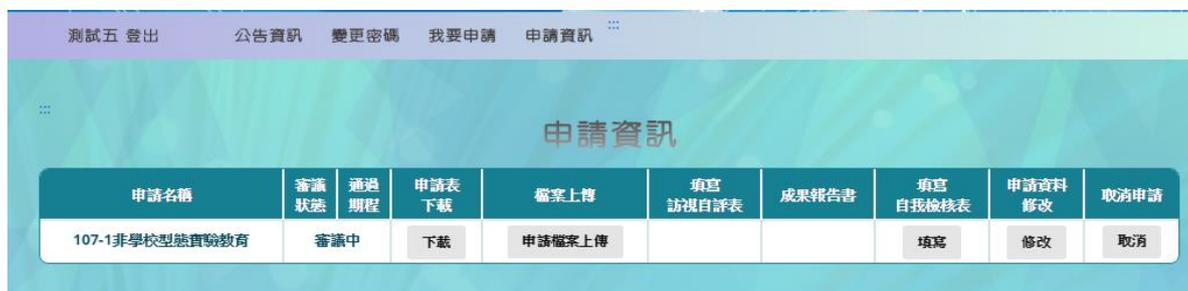 測試五 登出 公告資訊 變更密碼 我要申請 申請資訊 :::
:::
申請資訊
申請名稱 審議狀態 通過期程 申請表下載 檔案上傳 填寫訪視自評表 成果報告書 填寫自我檢核表 申請資料修改 取消申請
107-1非學校型態實驗教育 審議中 下載 申請檔案上傳 填寫 修改 取消